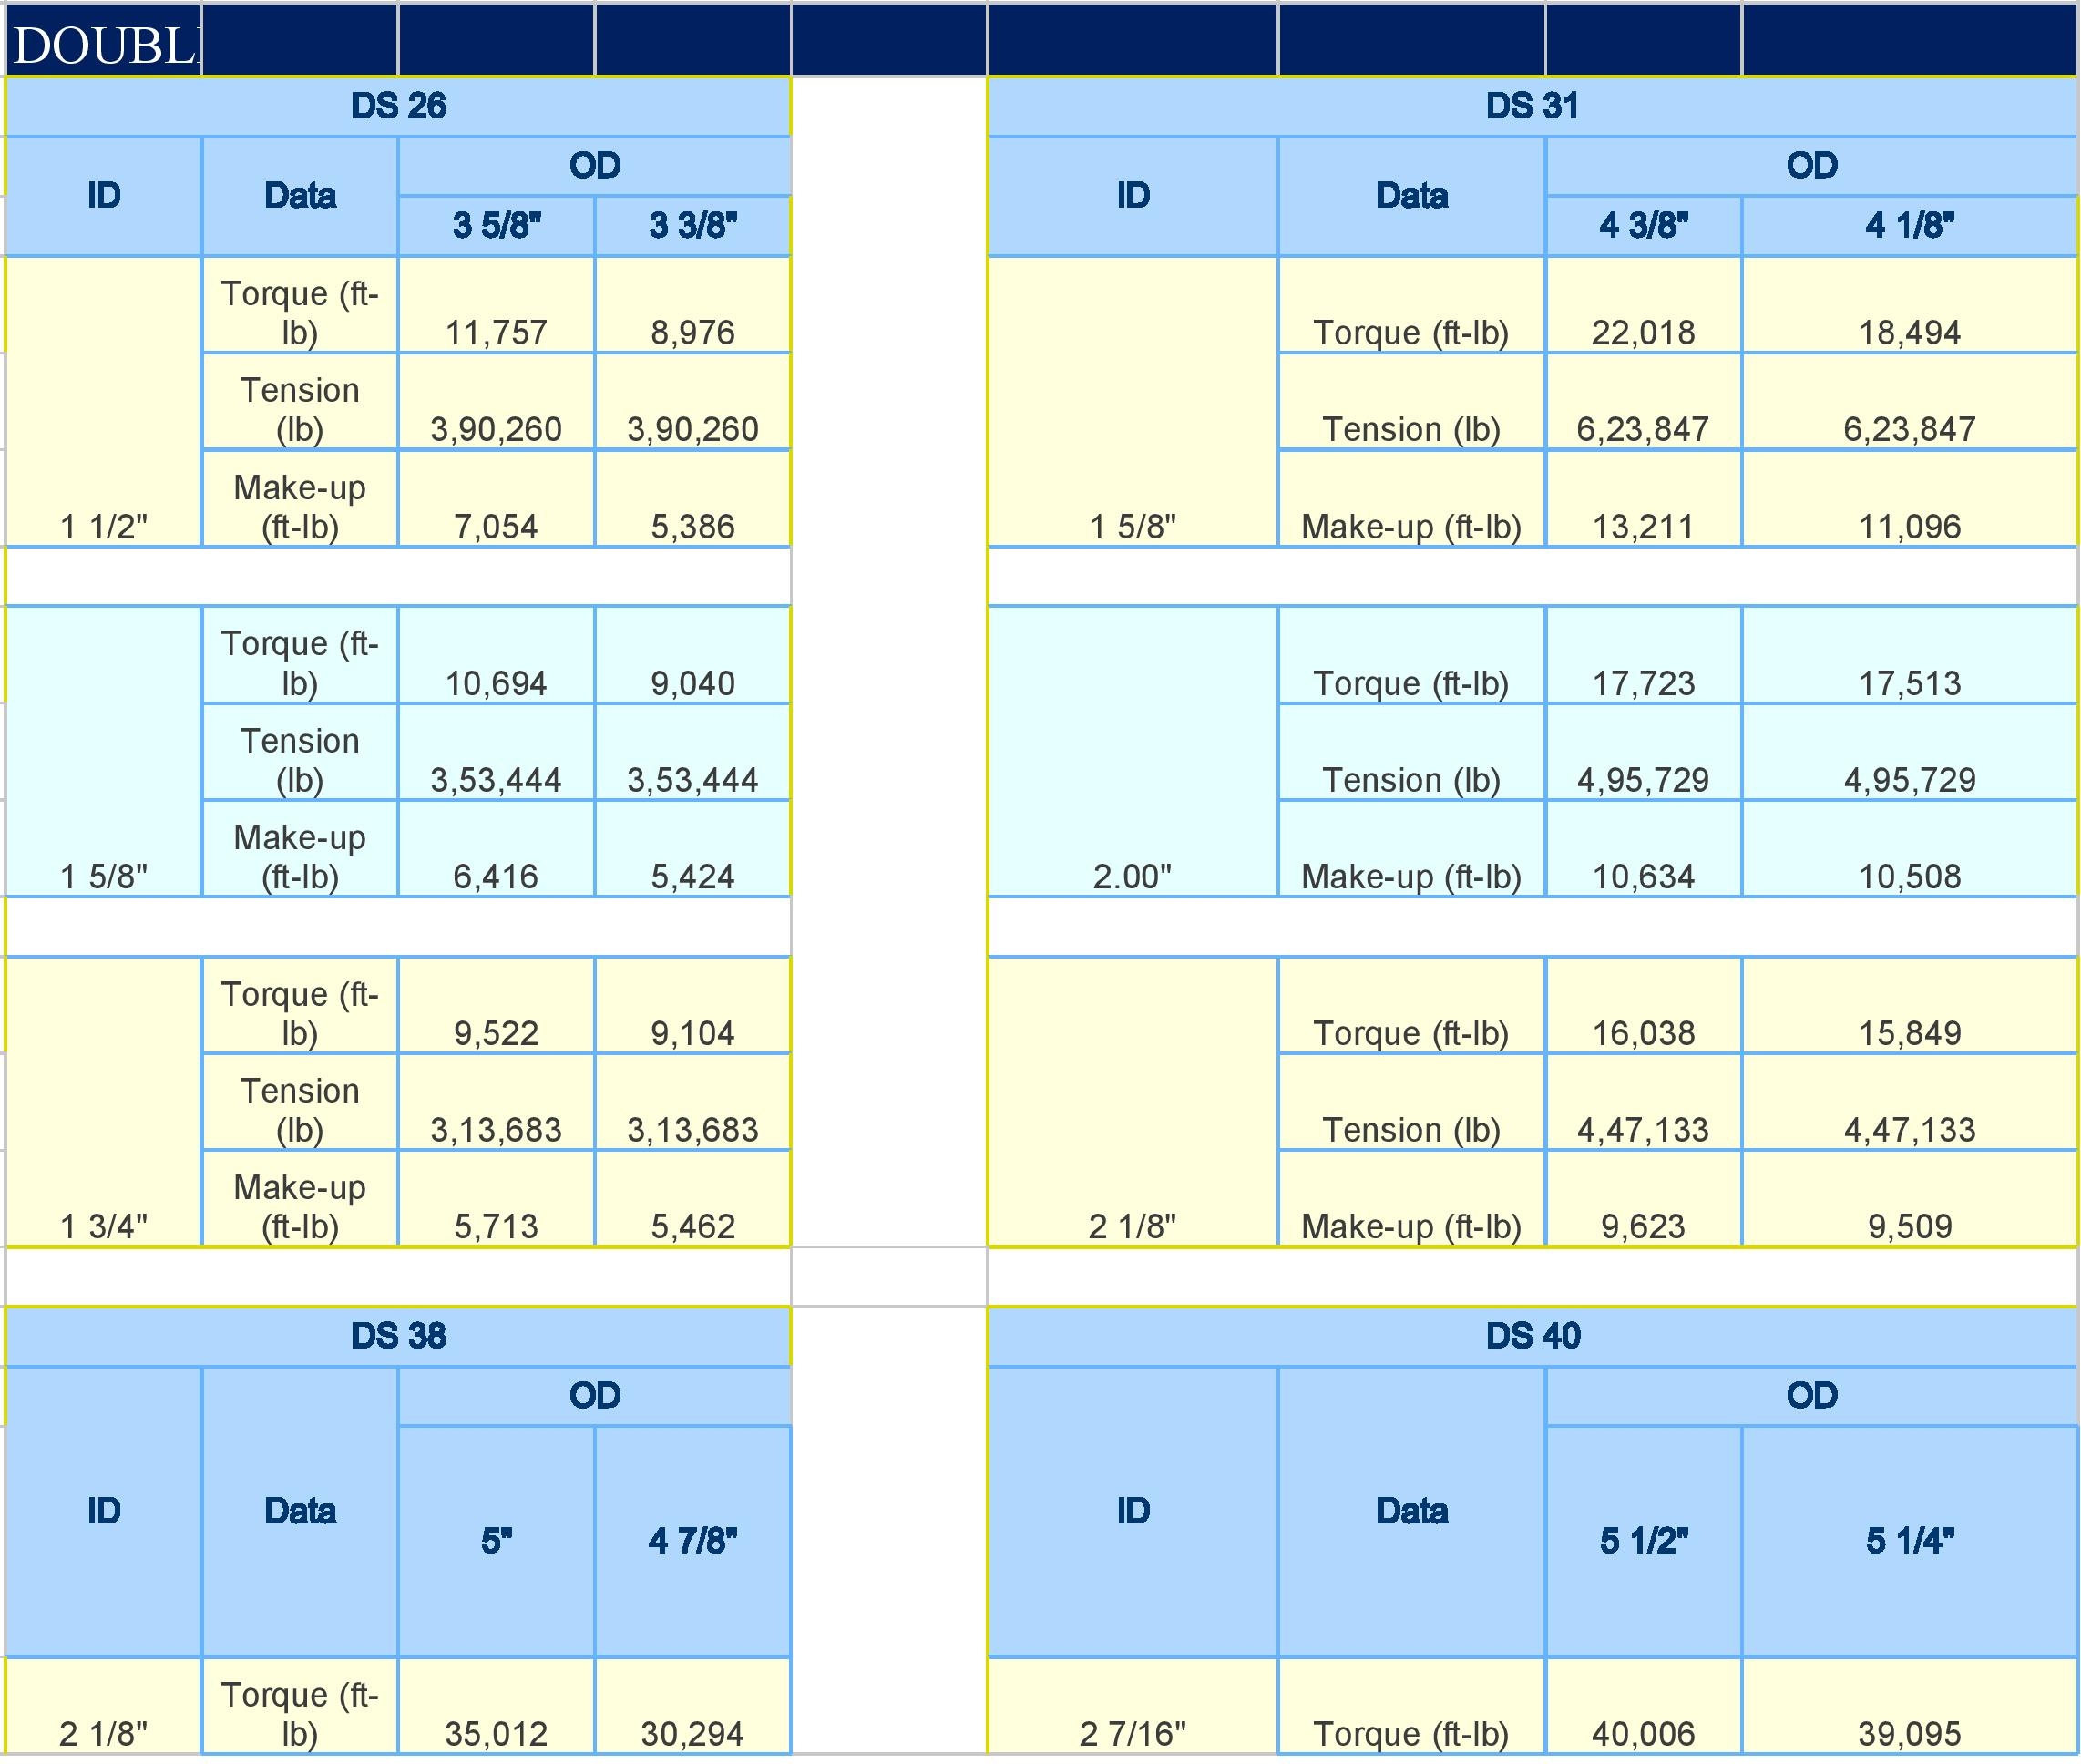 DOUBL
DS 26 DS 31
ID Data OD ID Data OD
3 5/8" 3 3/8" 4 3/8" 4 1/8"
Torque (ft-
lb) 11,757 8,976 Torque (ft-lb) 22,018 18,494
Tension
(lb) 3,90,260 3,90,260 Tension (lb) 6,23,847 6,23,847
Make-up
1 1/2" (ft-lb) 7,054 5,386 1 5/8" Make-up (ft-lb) 13,211 11,096
Torque (ft-
lb) 10,694 9,040 Torque (ft-lb) 17,723 17,513
Tension
(lb) 3,53,444 3,53,444 Tension (lb) 4,95,729 4,95,729
Make-up
1 5/8" (ft-lb) 6,416 5,424 2.00" Make-up (ft-lb) 10,634 10,508
Torque (ft-
lb) 9,522 9,104 Torque (ft-lb) 16,038 15,849
Tension
(lb) 3,13,683 3,13,683 Tension (lb) 4,47,133 4,47,133
Make-up
1 3/4" (ft-lb) 5,713 5,462 2 1/8" Make-up (ft-lb) 9,623 9,509
DS 38 DS 40
OD OD
ID Data ID Data
5" 4 7/8" 5 1/2" 5 1/4"
Torque (ft-
2 1/8" lb) 35,012 30,294 2 7/16" Torque (ft-lb) 40,006 39,095